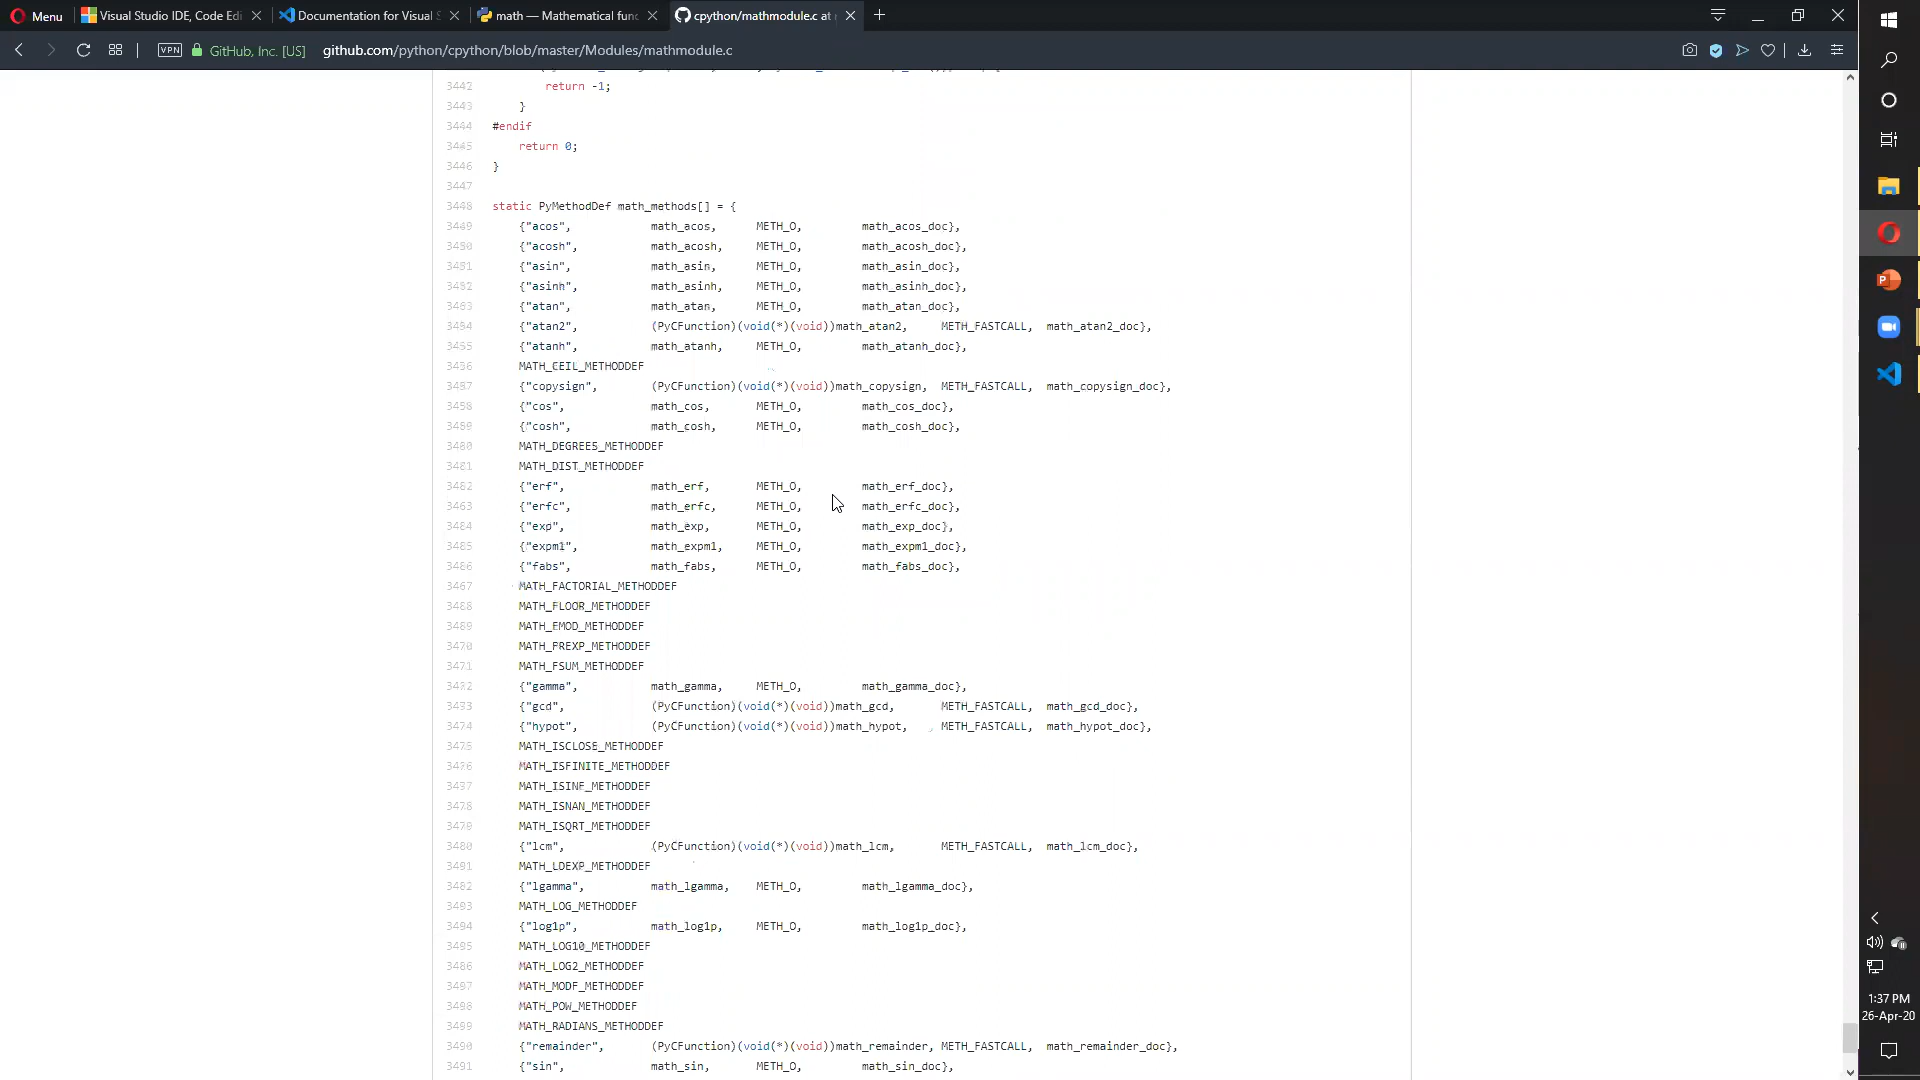 Menu
Visual Studio IDE, Code Edi
Documentation for Visual S
math — Mathematical func
cpython/mathmodule.c at
VPN
GitHub, Inc. [US]
github.com/python/cpython/blob/master/Modules/mathmodule.c
3442 return -1;
3443 }
3444 #endif
3445 return 0;
3446 }
3447
3448 static PyMethodDef math_methods[] = {
3449 {"acos", math_acos, METH_O, math_acos_doc},
3450 {"acosh", math_acosh, METH_O, math_acosh_doc},
3451 {"asin", math_asin, METH_O, math_asin_doc},
3452 {"asinh", math_asinh, METH_O, math_asinh_doc},
3453 {"atan", math_atan, METH_O, math_atan_doc},
3454 {"atan2", (PyCFunction)(void(*)(void))math_atan2, METH_FASTCALL, math_atan2_doc},
3455 {"atanh", math_atanh, METH_O, math_atanh_doc},
3456 MATH_CEIL_METHODDEF
3457 {"copysign", (PyCFunction)(void(*)(void))math_copysign, METH_FASTCALL, math_copysign_doc},
3458 {"cos", math_cos, METH_O, math_cos_doc},
3459 {"cosh", math_cosh, METH_O, math_cosh_doc},
3460 MATH_DEGREES_METHODDEF
3461 MATH_DIST_METHODDEF
3462 {"erf", math_erf, METH_O, math_erf_doc},
3463 {"erfc", math_erfc, METH_O, math_erfc_doc},
3464 {"exp", math_exp, METH_O, math_exp_doc},
3465 {"expm1", math_expm1, METH_O, math_expm1_doc},
3466 {"fabs", math_fabs, METH_O, math_fabs_doc},
3467 MATH_FACTORIAL_METHODDEF
3468 MATH_FLOOR_METHODDEF
3469 MATH_FMOD_METHODDEF
3470 MATH_FREXP_METHODDEF
3471 MATH_FSUM_METHODDEF
3472 {"gamma", math_gamma, METH_O, math_gamma_doc},
3473 {"gcd", (PyCFunction)(void(*)(void))math_gcd, METH_FASTCALL, math_gcd_doc},
3474 {"hypot", (PyCFunction)(void(*)(void))math_hypot, METH_FASTCALL, math_hypot_doc},
3475 MATH_ISCLOSE_METHODDEF
3476 MATH_ISFINITE_METHODDEF
3477 MATH_ISINF_METHODDEF
3478 MATH_ISNAN_METHODDEF
3479 MATH_ISQRT_METHODDEF
3480 {"lcm", (PyCFunction)(void(*)(void))math_lcm, METH_FASTCALL, math_lcm_doc},
3481 MATH_LDEXP_METHODDEF
3482 {"lgamma", math_lgamma, METH_O, math_lgamma_doc},
3483 MATH_LOG_METHODDEF
3484 {"log1p", math_log1p, METH_O, math_log1p_doc},
3485 MATH_LOG10_METHODDEF
3486 MATH_LOG2_METHODDEF
3487 MATH_MODF_METHODDEF
3488 MATH_POW_METHODDEF
3489 MATH_RADIANS_METHODDEF
3490 {"remainder", (PyCFunction)(void(*)(void))math_remainder, METH_FASTCALL, math_remainder_doc},
3491 {"sin", math_sin, METH_O, math_sin_doc},
1:37 PM
26-Apr-20